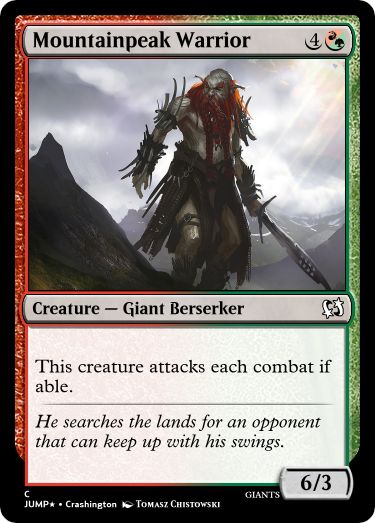 Mountainpeak Warrior 4
Creature — Giant Berserker
This creature attacks each combat if
able.
He searches the lands for an opponent
that can keep up with his swings.
6/3
C
JUMP★ • Crashington Tomasz Chistowski
GIANTS